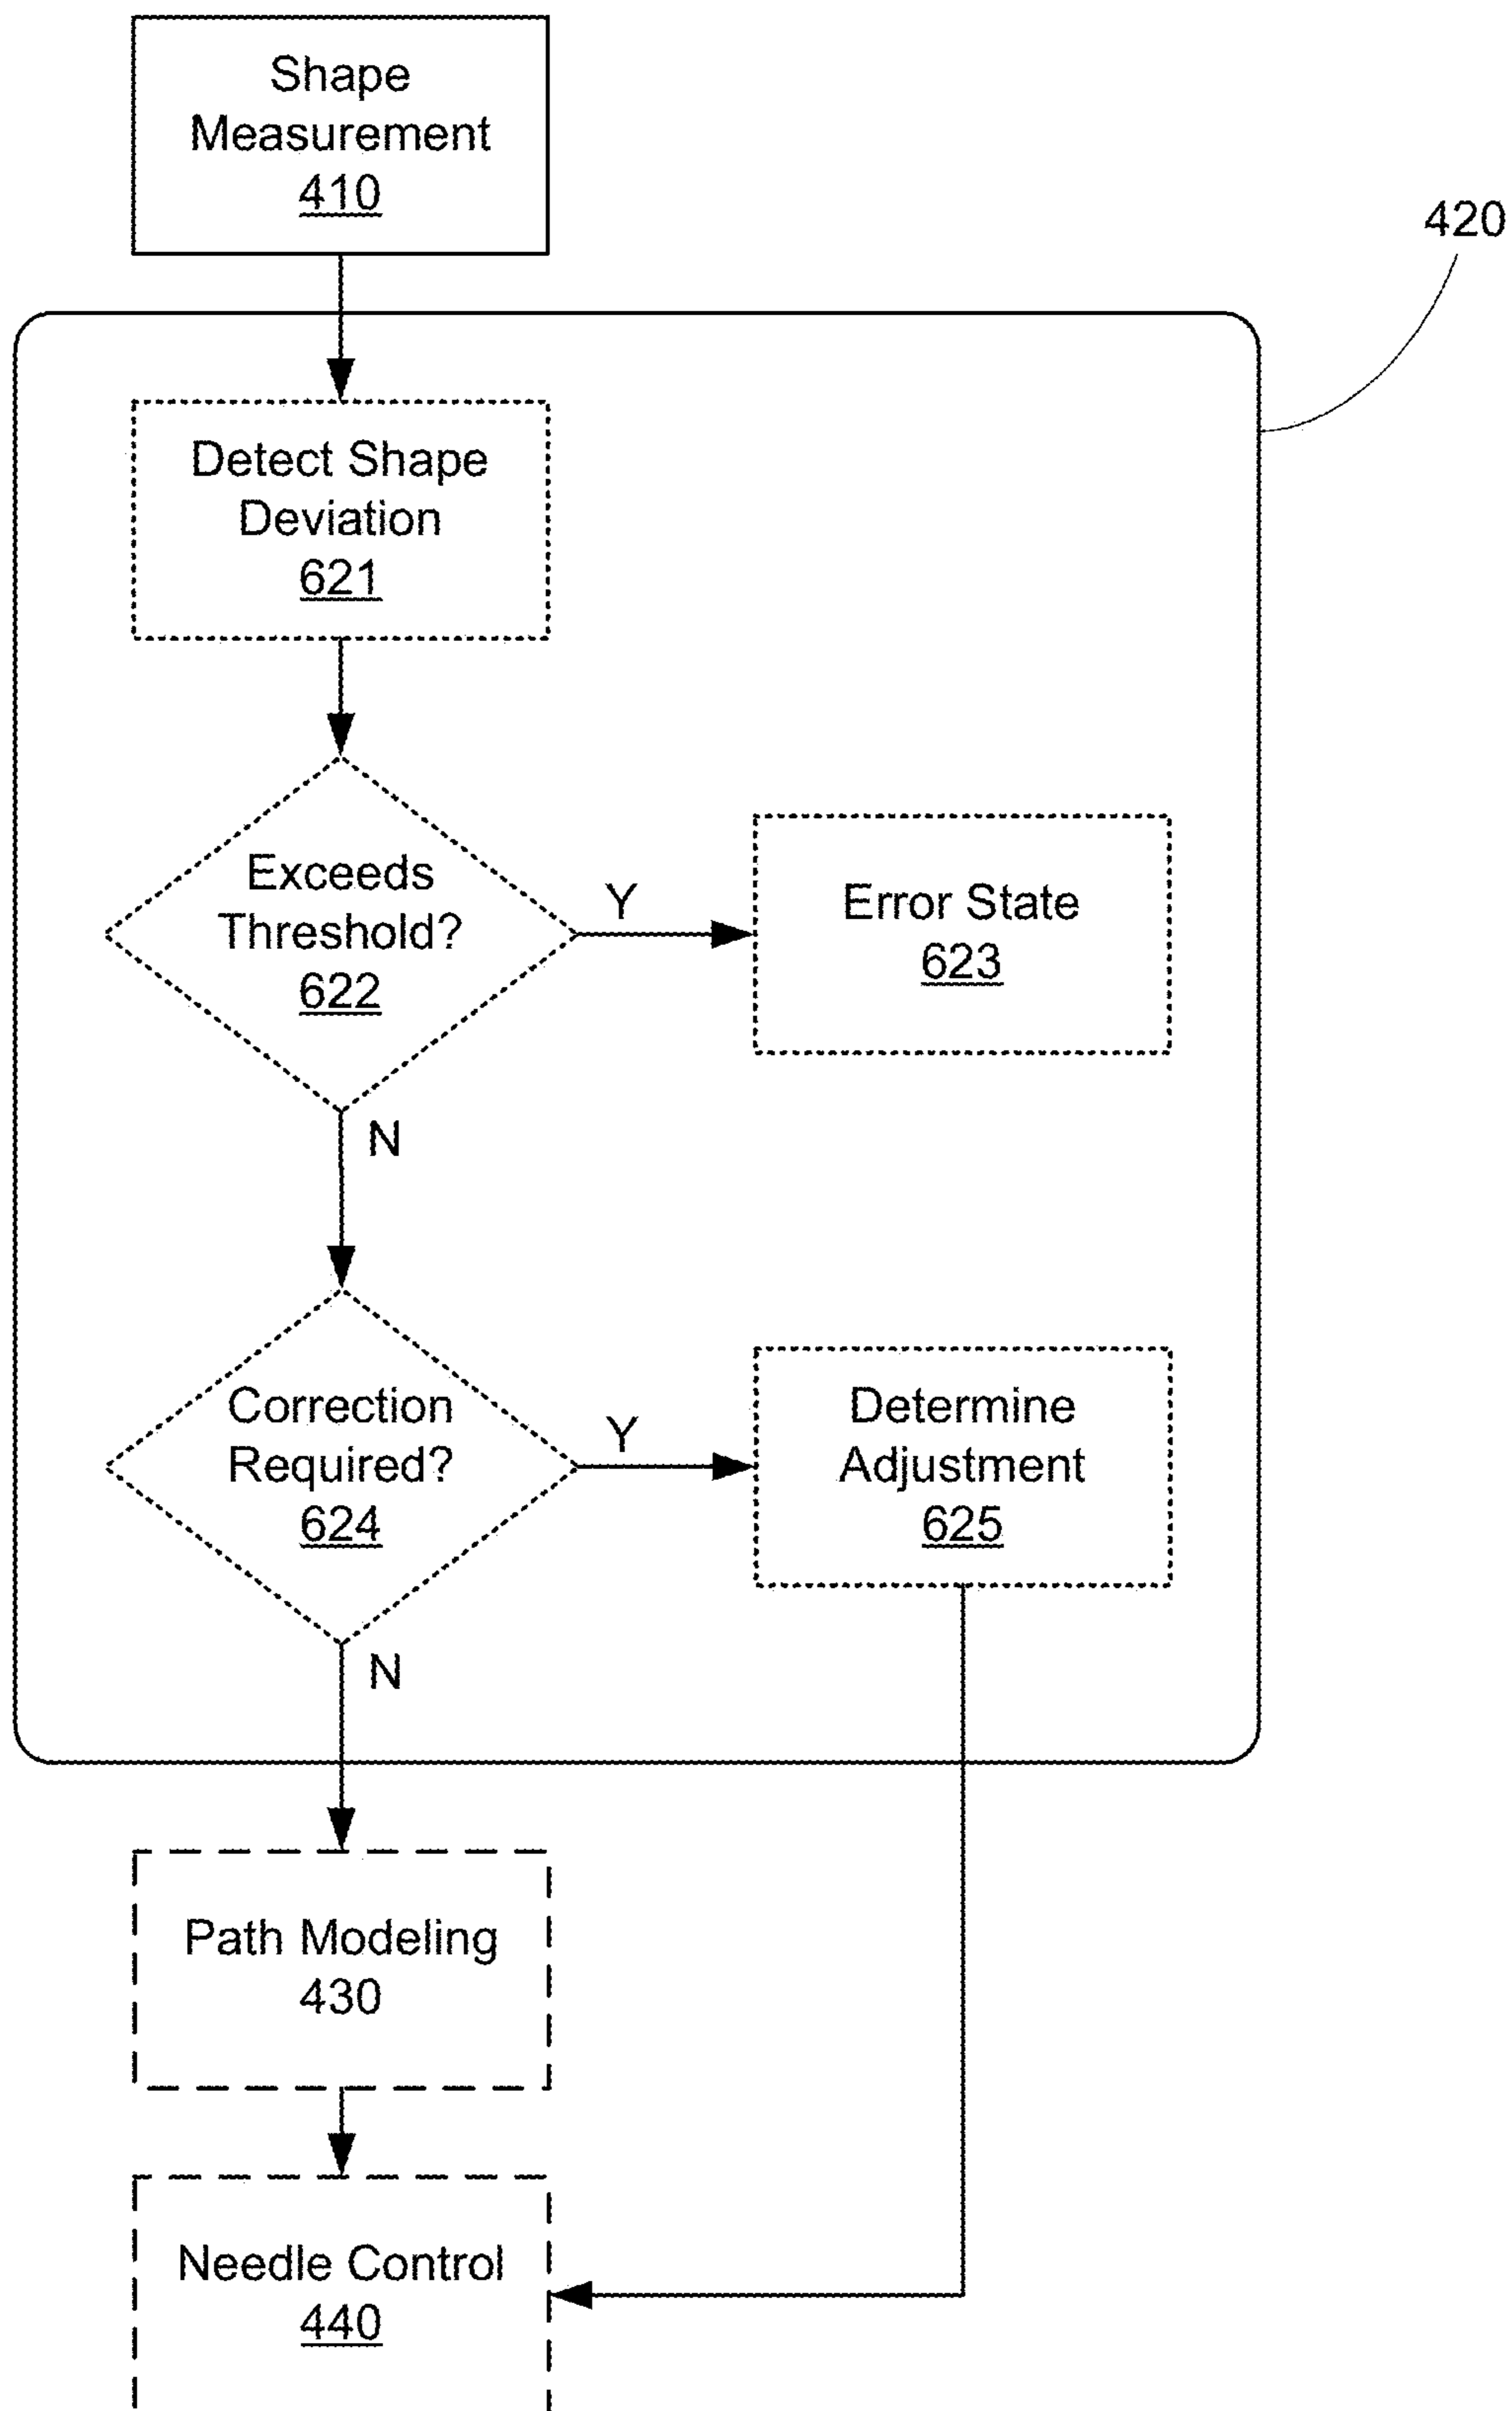 Shape
Measurement
410
420
Detect Shape
Deviation
621
Exceeds
Threshold?
622
Y
Error State
623
N
Correction
Required?
624
Y
Determine
Adjustment
625
N
Path Modeling
430
Needle Control
440